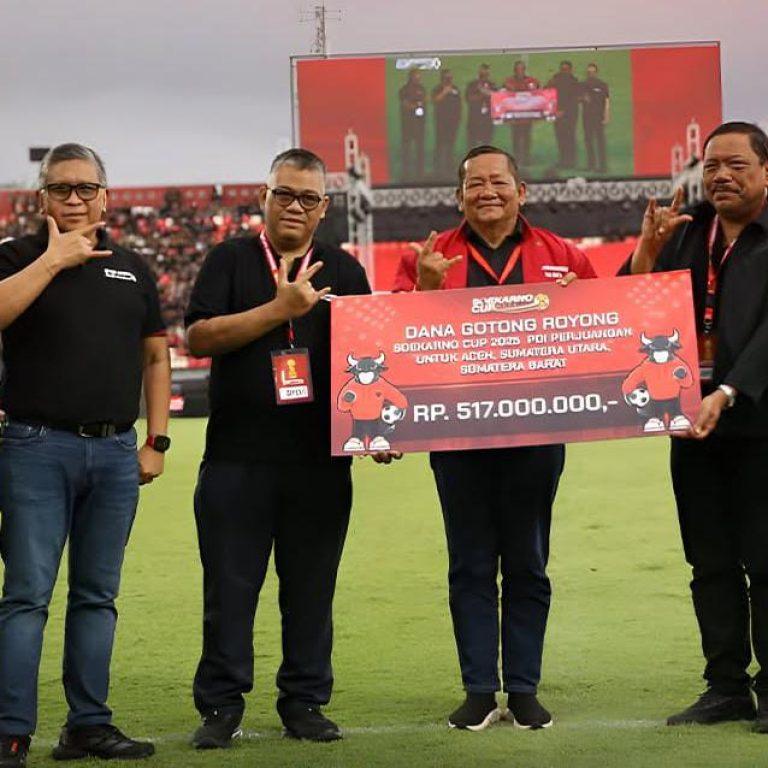 SOEKARNO
CUP
DANA GOTONG ROYONG
SOEKARNO CUP 2025 PDI PERJUANGAN
UNTUK ACEH, SUMATERA UTARA,
SUMATERA BARAT
RP. 517.000.000,-